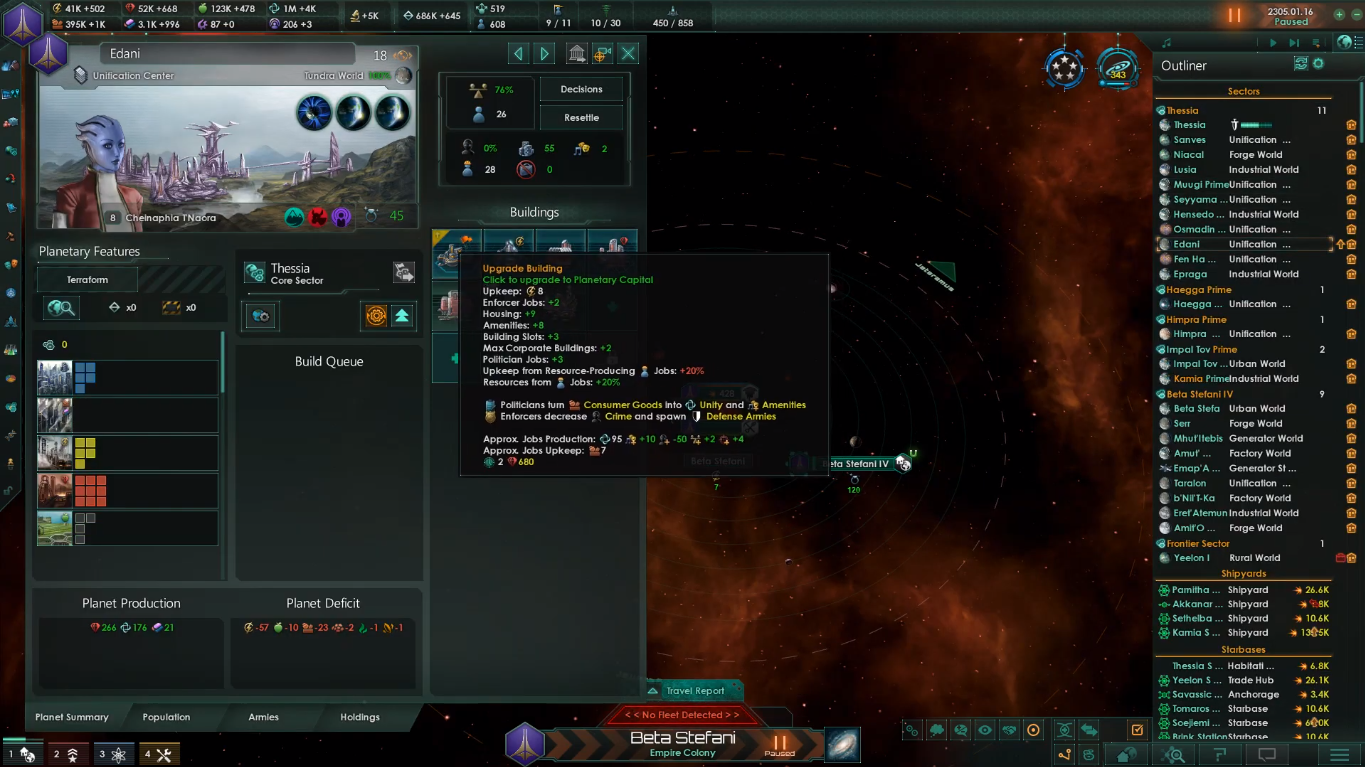 41K +502
52K +668
123K +478
1M +4K
+5K
686K +645
519
9 / 11
10 / 30
450 / 858
395K +1K
3.1K +996
87 +0
206 +3
608
2305.01.16
Paused
Edani
18
Unification Center
Tundra World 100%
8
Chelnaphia TNaora
45
76%
Decisions
26
Resettle
0%
55
2
28
0
Buildings
Planetary Features
Terraform
x0
x0
0
Thessia
Core Sector
Build Queue
Upgrade Building
Click to upgrade to Planetary Capital
Upkeep: 8
Enforcer Jobs: +2
Housing: +9
Amenities: +8
Building Slots: +3
Max Corporate Buildings: +2
Politician Jobs: +3
Upkeep from Resource-Producing Jobs: +20%
Resources from Jobs: +20%
Politicians turn Consumer Goods into Unity and Amenities
Enforcers decrease Crime and spawn Defense Armies
Approx. Jobs Production: 95 +10 -50 +2 +4
Approx. Jobs Upkeep: 7
2 680
Planet Production
266 176 21
Planet Deficit
-57 -10 -23 -2 -1 -1
Planet Summary
Population
Armies
Holdings
1
2
3
4
343
Beta Stefani
Beta Stefani IV
7
120
Travel Report
< < No Fleet Detected > >
Beta Stefani
Empire Colony
Paused
Outliner
Sectors
Thessia 11
Thessia
Sanves Unification ...
Niacal Forge World
Lusia Industrial World
Muugi Prime Unification ...
Seyyama ... Unification ...
Hensedo ... Industrial World
Osmadin ... Unification ...
Edani Unification ...
Fen Ha ... Unification ...
Epraga Industrial World
Haegga Prime 1
Haegga ... Unification ...
Himpra Prime 1
Himpra ... Unification ...
Impal Tov Prime 2
Impal Tov ... Urban World
Kamia Prime Industrial World
Beta Stefani IV 9
Beta Stefa Urban World
Serr Forge World
Mhuf'Itebis Generator World
Amuf' ... Factory World
Emap'A ... Generator St ...
Taralon Unification ...
b'Nil'T-Ka Factory World
Eref'Atemun Industrial World
Amif'O ... Forge World
Frontier Sector 1
Yeelon I Rural World
Shipyards
Parnitha ... Shipyard 26.6K
Akkanar ... Shipyard
Sethelba ... Shipyard 10.6K
Kamia S ... Shipyard
Starbases
Thessia S ... Habitati ... 6.8K
Yeelon S ... Trade Hub 26.1K
Savassic ... Anchorage 3.4K
Tomaros ... Starbase 10.6K
Soejiemi ... Starbase
Brink Station Starbase 10.6K